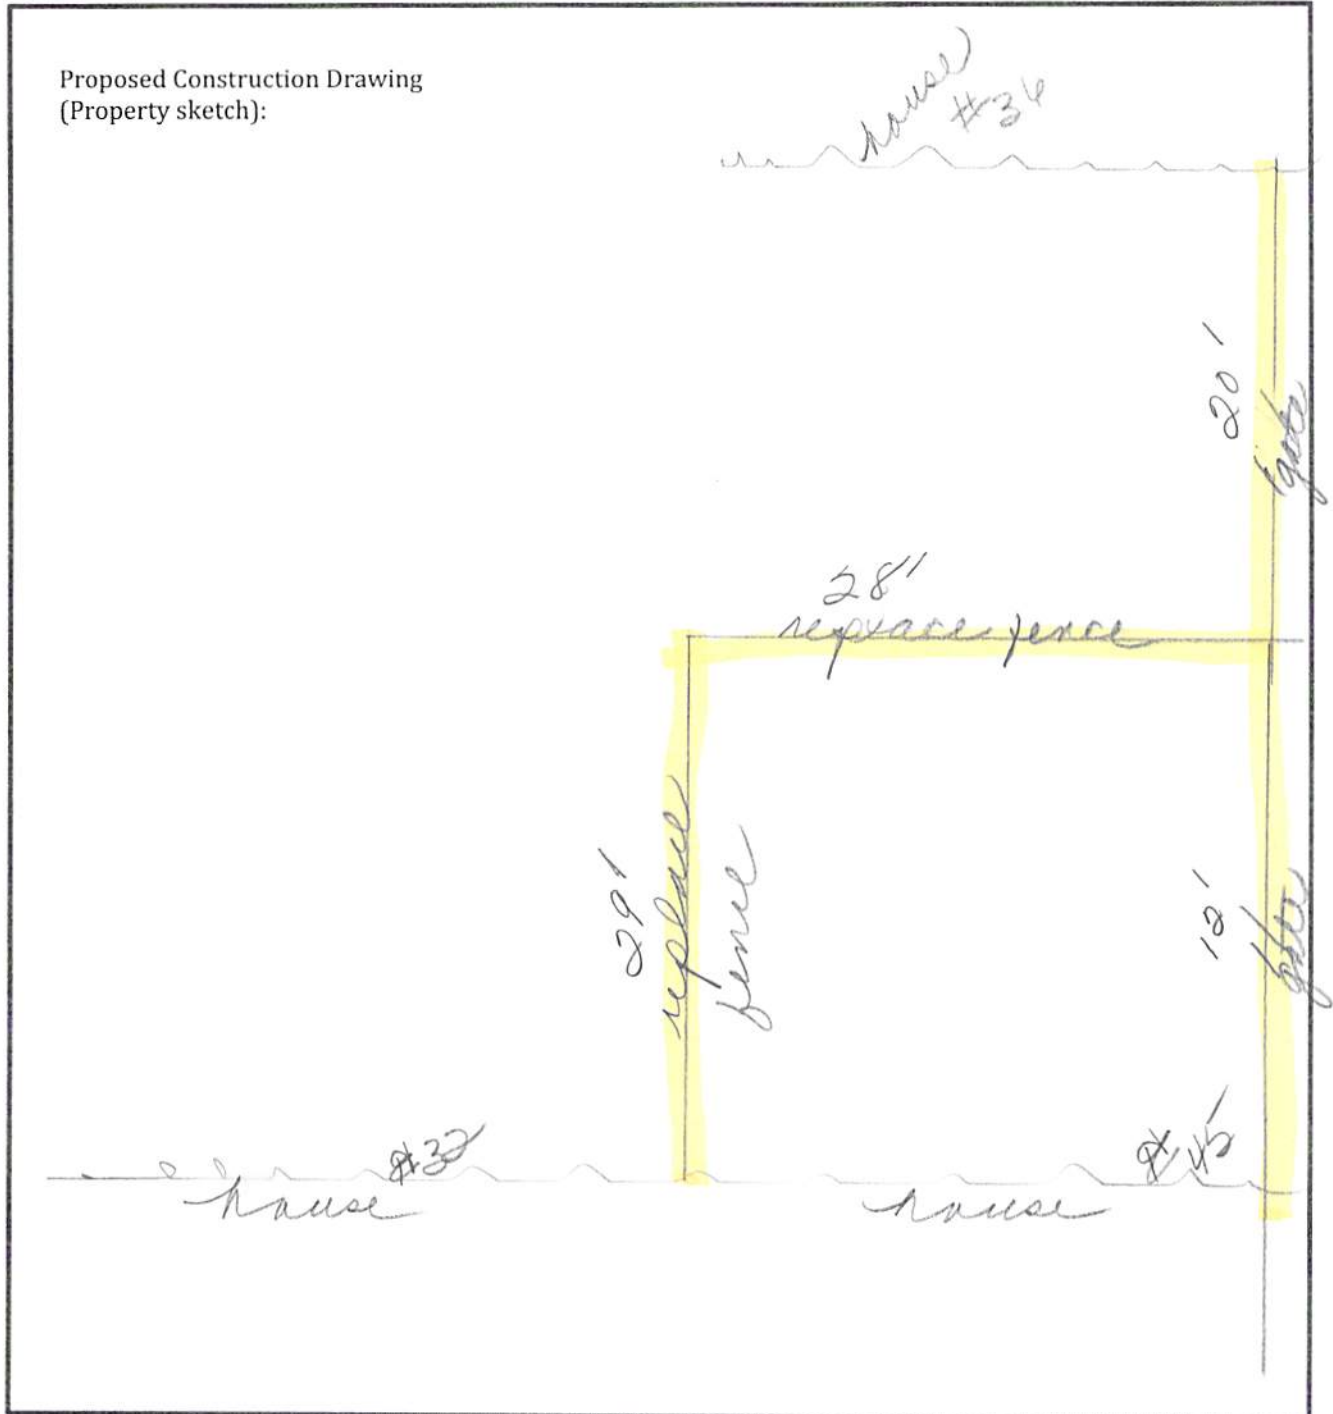 Proposed Construction Drawing
(Property sketch):
house
#36
20'
gate
28'
replace fence
29'
replace
fence
12'
gate
#32
house
#45
house